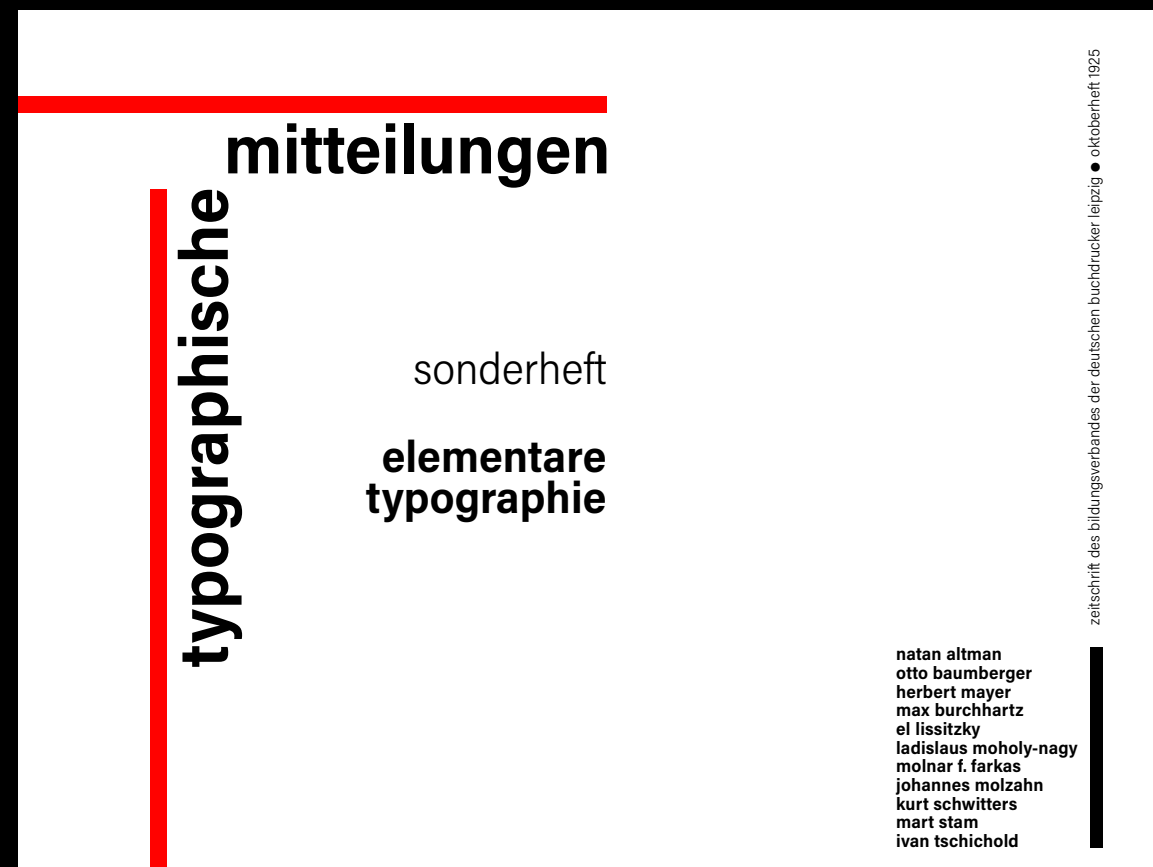 typographische
mitteilungen
sonderheft
elementare
typographie
zeitschrift des bildungsverbandes der deutschen buchdrucker leipzig ● oktoberheft 1925
natan altman
otto baumberger
herbert mayer
max burchhartz
el lissitzky
ladislaus moholy-nagy
molnar f. farkas
johannes molzahn
kurt schwitters
mart stam
ivan tschichold